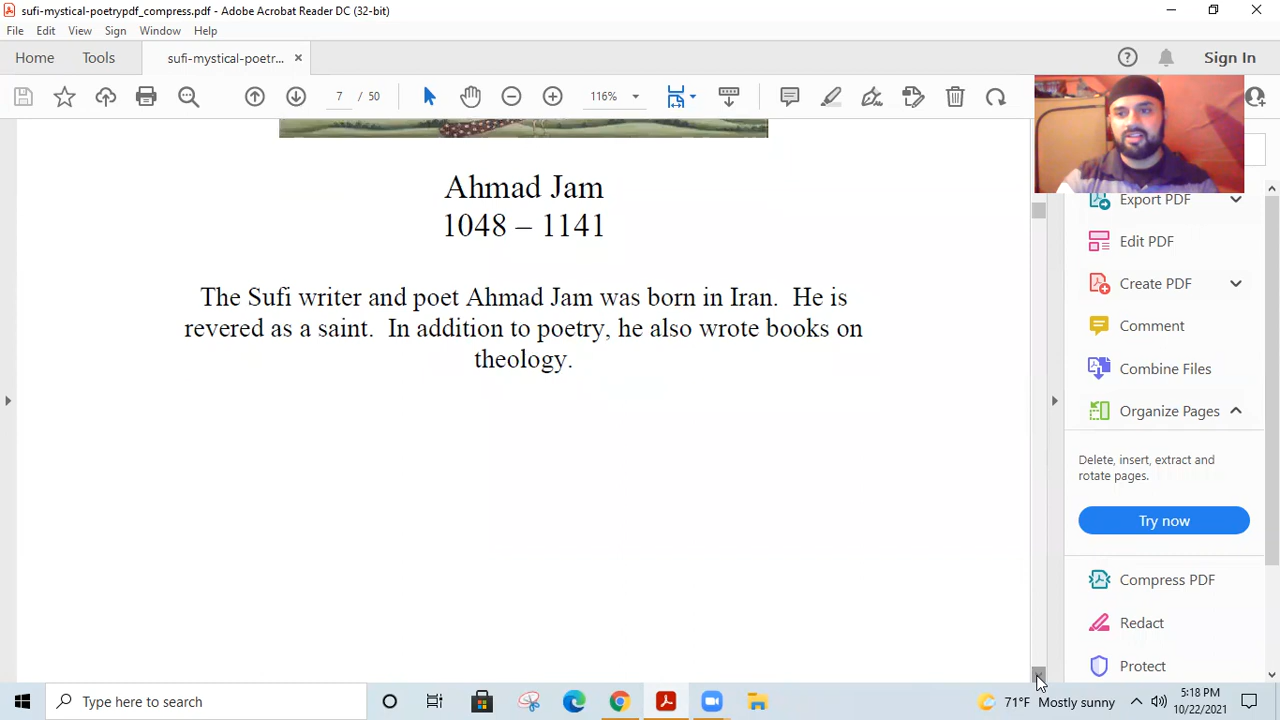 sufi-mystical-poetrypdf_compress.pdf - Adobe Acrobat Reader DC (32-bit)
File Edit View Sign Window Help
Home Tools sufi-mystical-poetr... × Sign In
/ 50 116%
Ahmad Jam
1048 – 1141
The Sufi writer and poet Ahmad Jam was born in Iran. He is
revered as a saint. In addition to poetry, he also wrote books on
theology.
Export PDF
Edit PDF
Create PDF
Comment
Combine Files
Organize Pages
Delete, insert, extract and
rotate pages.
Try now
Compress PDF
Redact
Protect
Type here to search
71°F Mostly sunny
5:18 PM
10/22/2021